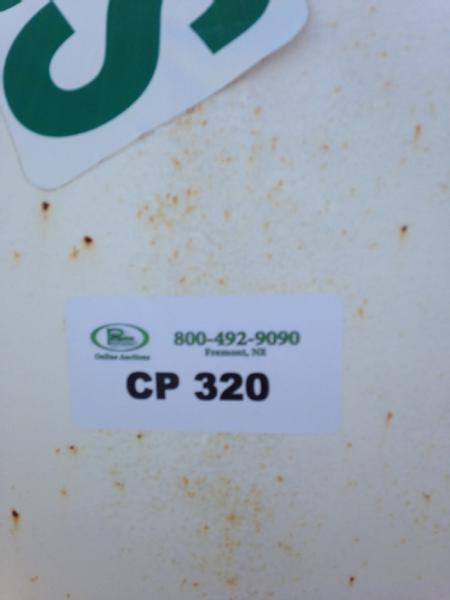 S
800-492-9090
Fremont, NE
Online Auctions
CP 320